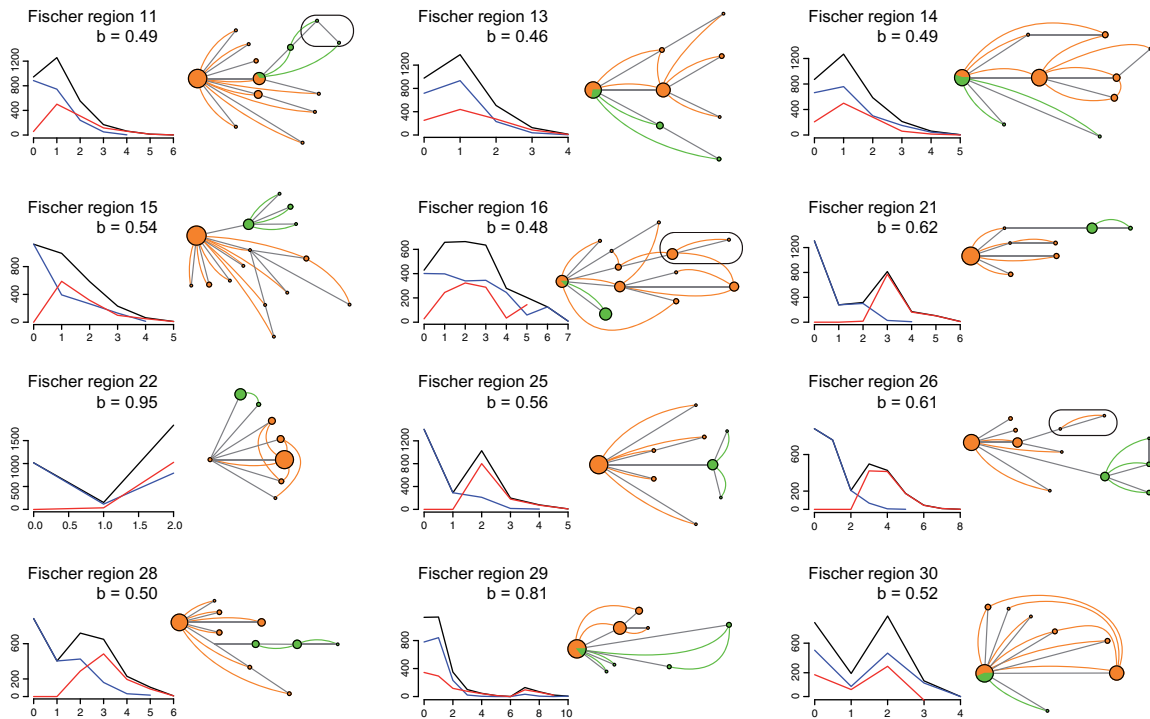 Fischer region 11
b = 0.49
0 400 800 1200
0 1 2 3 4 5 6
Fischer region 13
b = 0.46
0 400 800 1200
0 1 2 3 4
Fischer region 14
b = 0.49
0 400 800 1200
0 1 2 3 4 5
Fischer region 15
b = 0.54
0 400 800
0 1 2 3 4 5
Fischer region 16
b = 0.48
0 200 400 600
0 1 2 3 4 5 6 7
Fischer region 21
b = 0.62
0 400 800 1200
0 1 2 3 4 5 6
Fischer region 22
b = 0.95
0 500 1000 1500
0.0 0.5 1.0 1.5 2.0
Fischer region 25
b = 0.56
0 400 800 1200
0 1 2 3 4 5
Fischer region 26
b = 0.61
0 200 600
0 2 4 6 8
Fischer region 28
b = 0.50
0 200 600
0 1 2 3 4 5 6
Fischer region 29
b = 0.81
0 400 800
0 2 4 6 8 10
Fischer region 30
b = 0.52
0 200 600
0 1 2 3 4